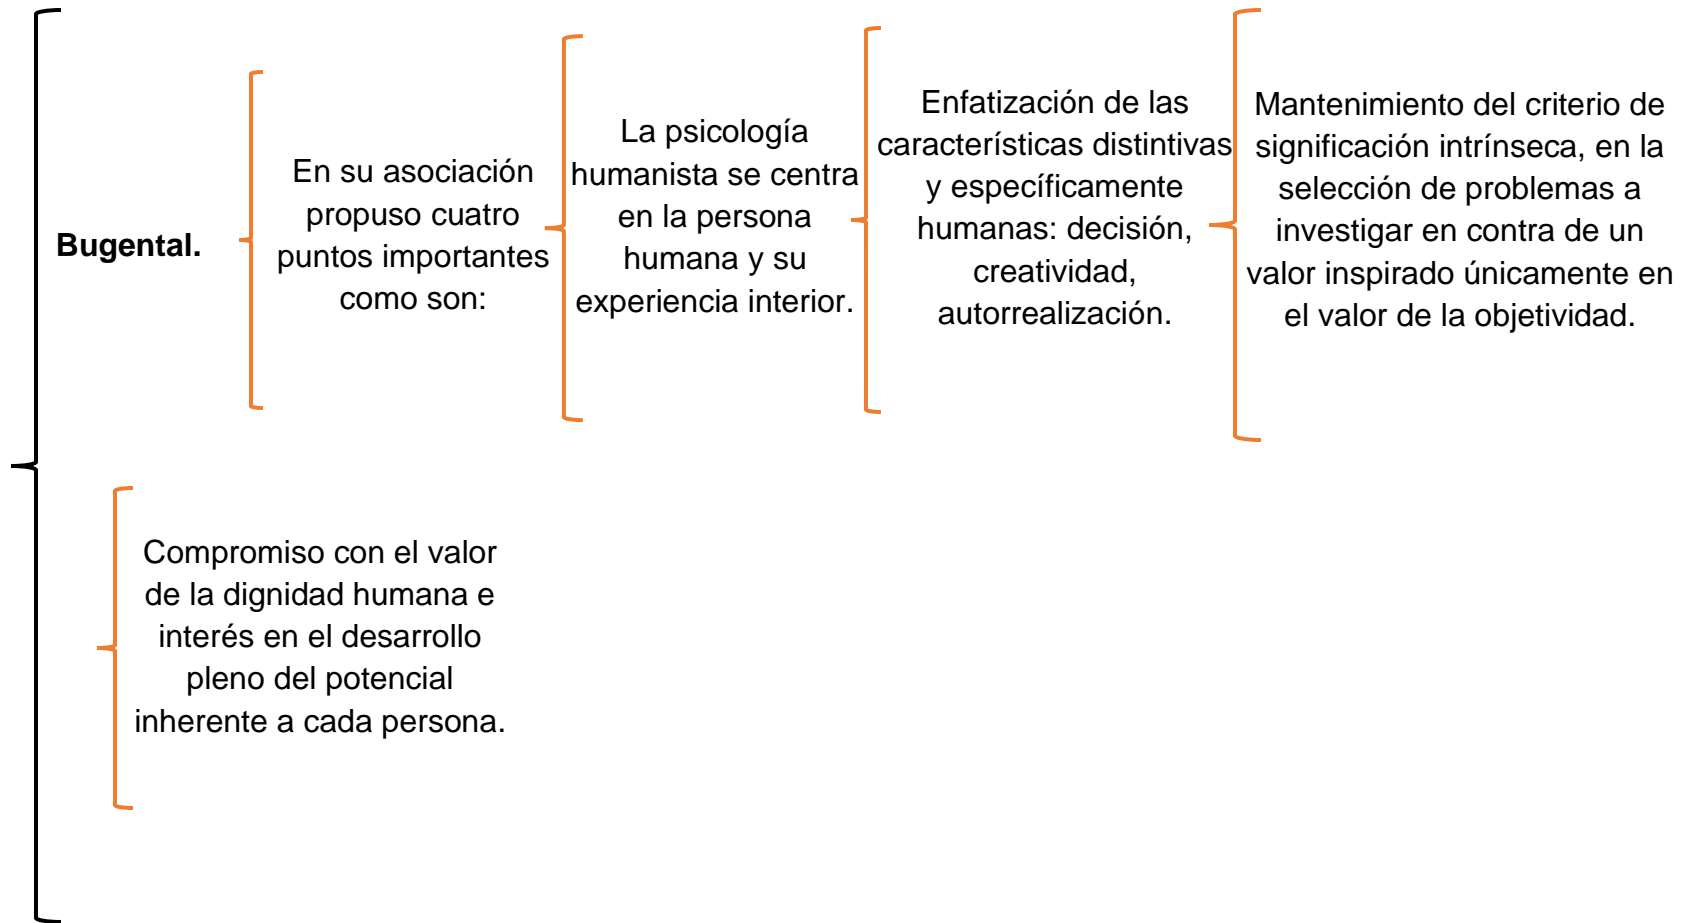 Bugental.
En su asociación
propuso cuatro
puntos importantes
como son:
La psicología
humanista se centra
en la persona
humana y su
experiencia interior.
Enfatización de las
características distintivas
y específicamente
humanas: decisión,
creatividad,
autorrealización.
Mantenimiento del criterio de
significación intrínseca, en la
selección de problemas a
investigar en contra de un
valor inspirado únicamente en
el valor de la objetividad.
Compromiso con el valor
de la dignidad humana e
interés en el desarrollo
pleno del potencial
inherente a cada persona.